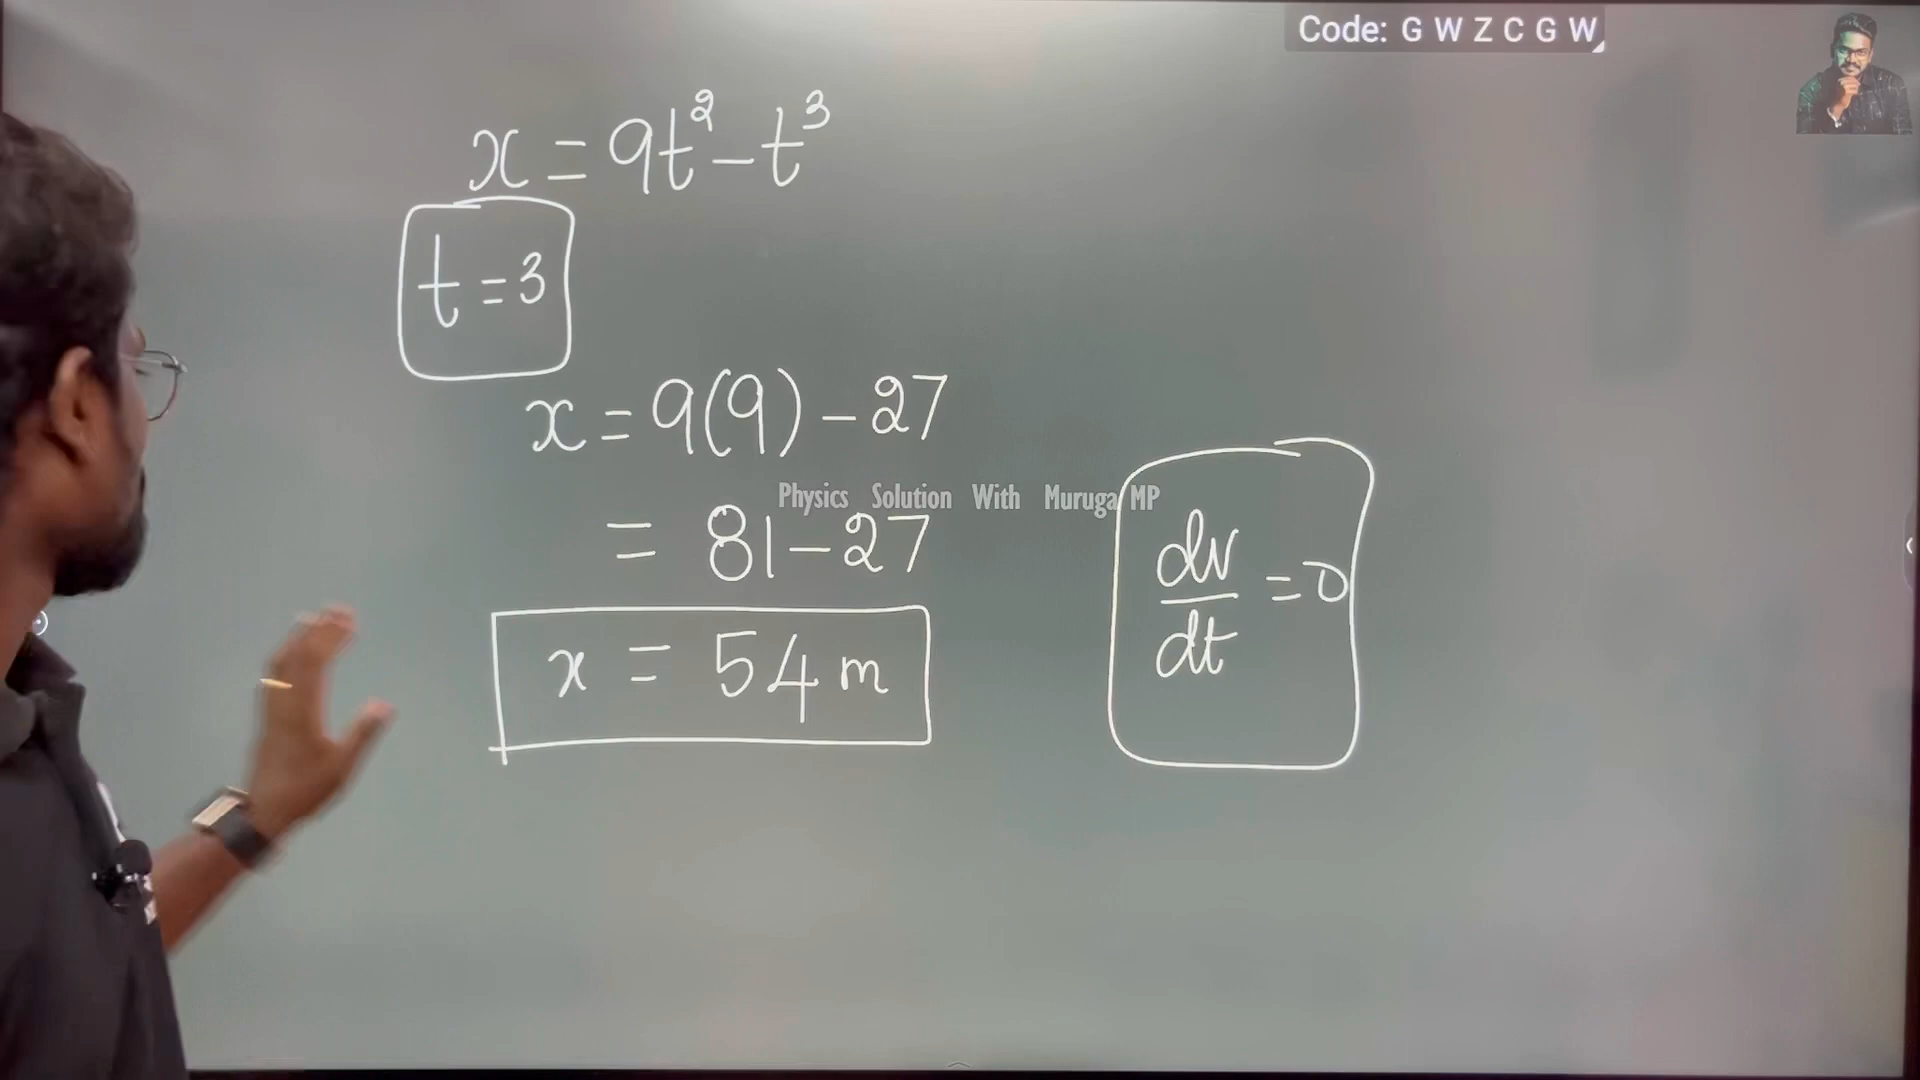 Code: G W Z C G W
x = 9t² - t³
t = 3
x = 9(9) - 27
Physics Solution With Muruga MP
= 81 - 27
x = 54 m
dv/dt = 0